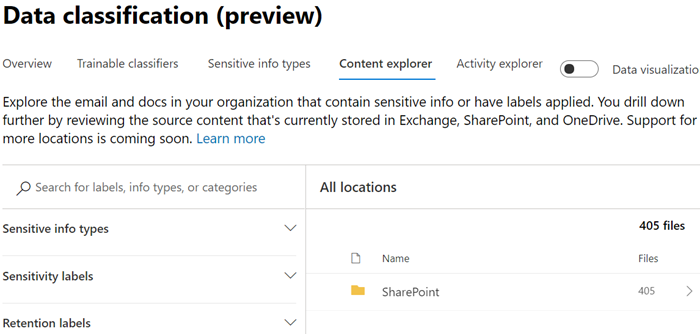 Data classification (preview)
Overview Trainable classifiers Sensitive info types Content explorer Activity explorer Data visualizatio
Explore the email and docs in your organization that contain sensitive info or have labels applied. You drill down
further by reviewing the source content that's currently stored in Exchange, SharePoint, and OneDrive. Support for
more locations is coming soon. Learn more
Search for labels, info types, or categories
All locations
Sensitive info types
405 files
Name Files
Sensitivity labels
SharePoint 405
Retention labels